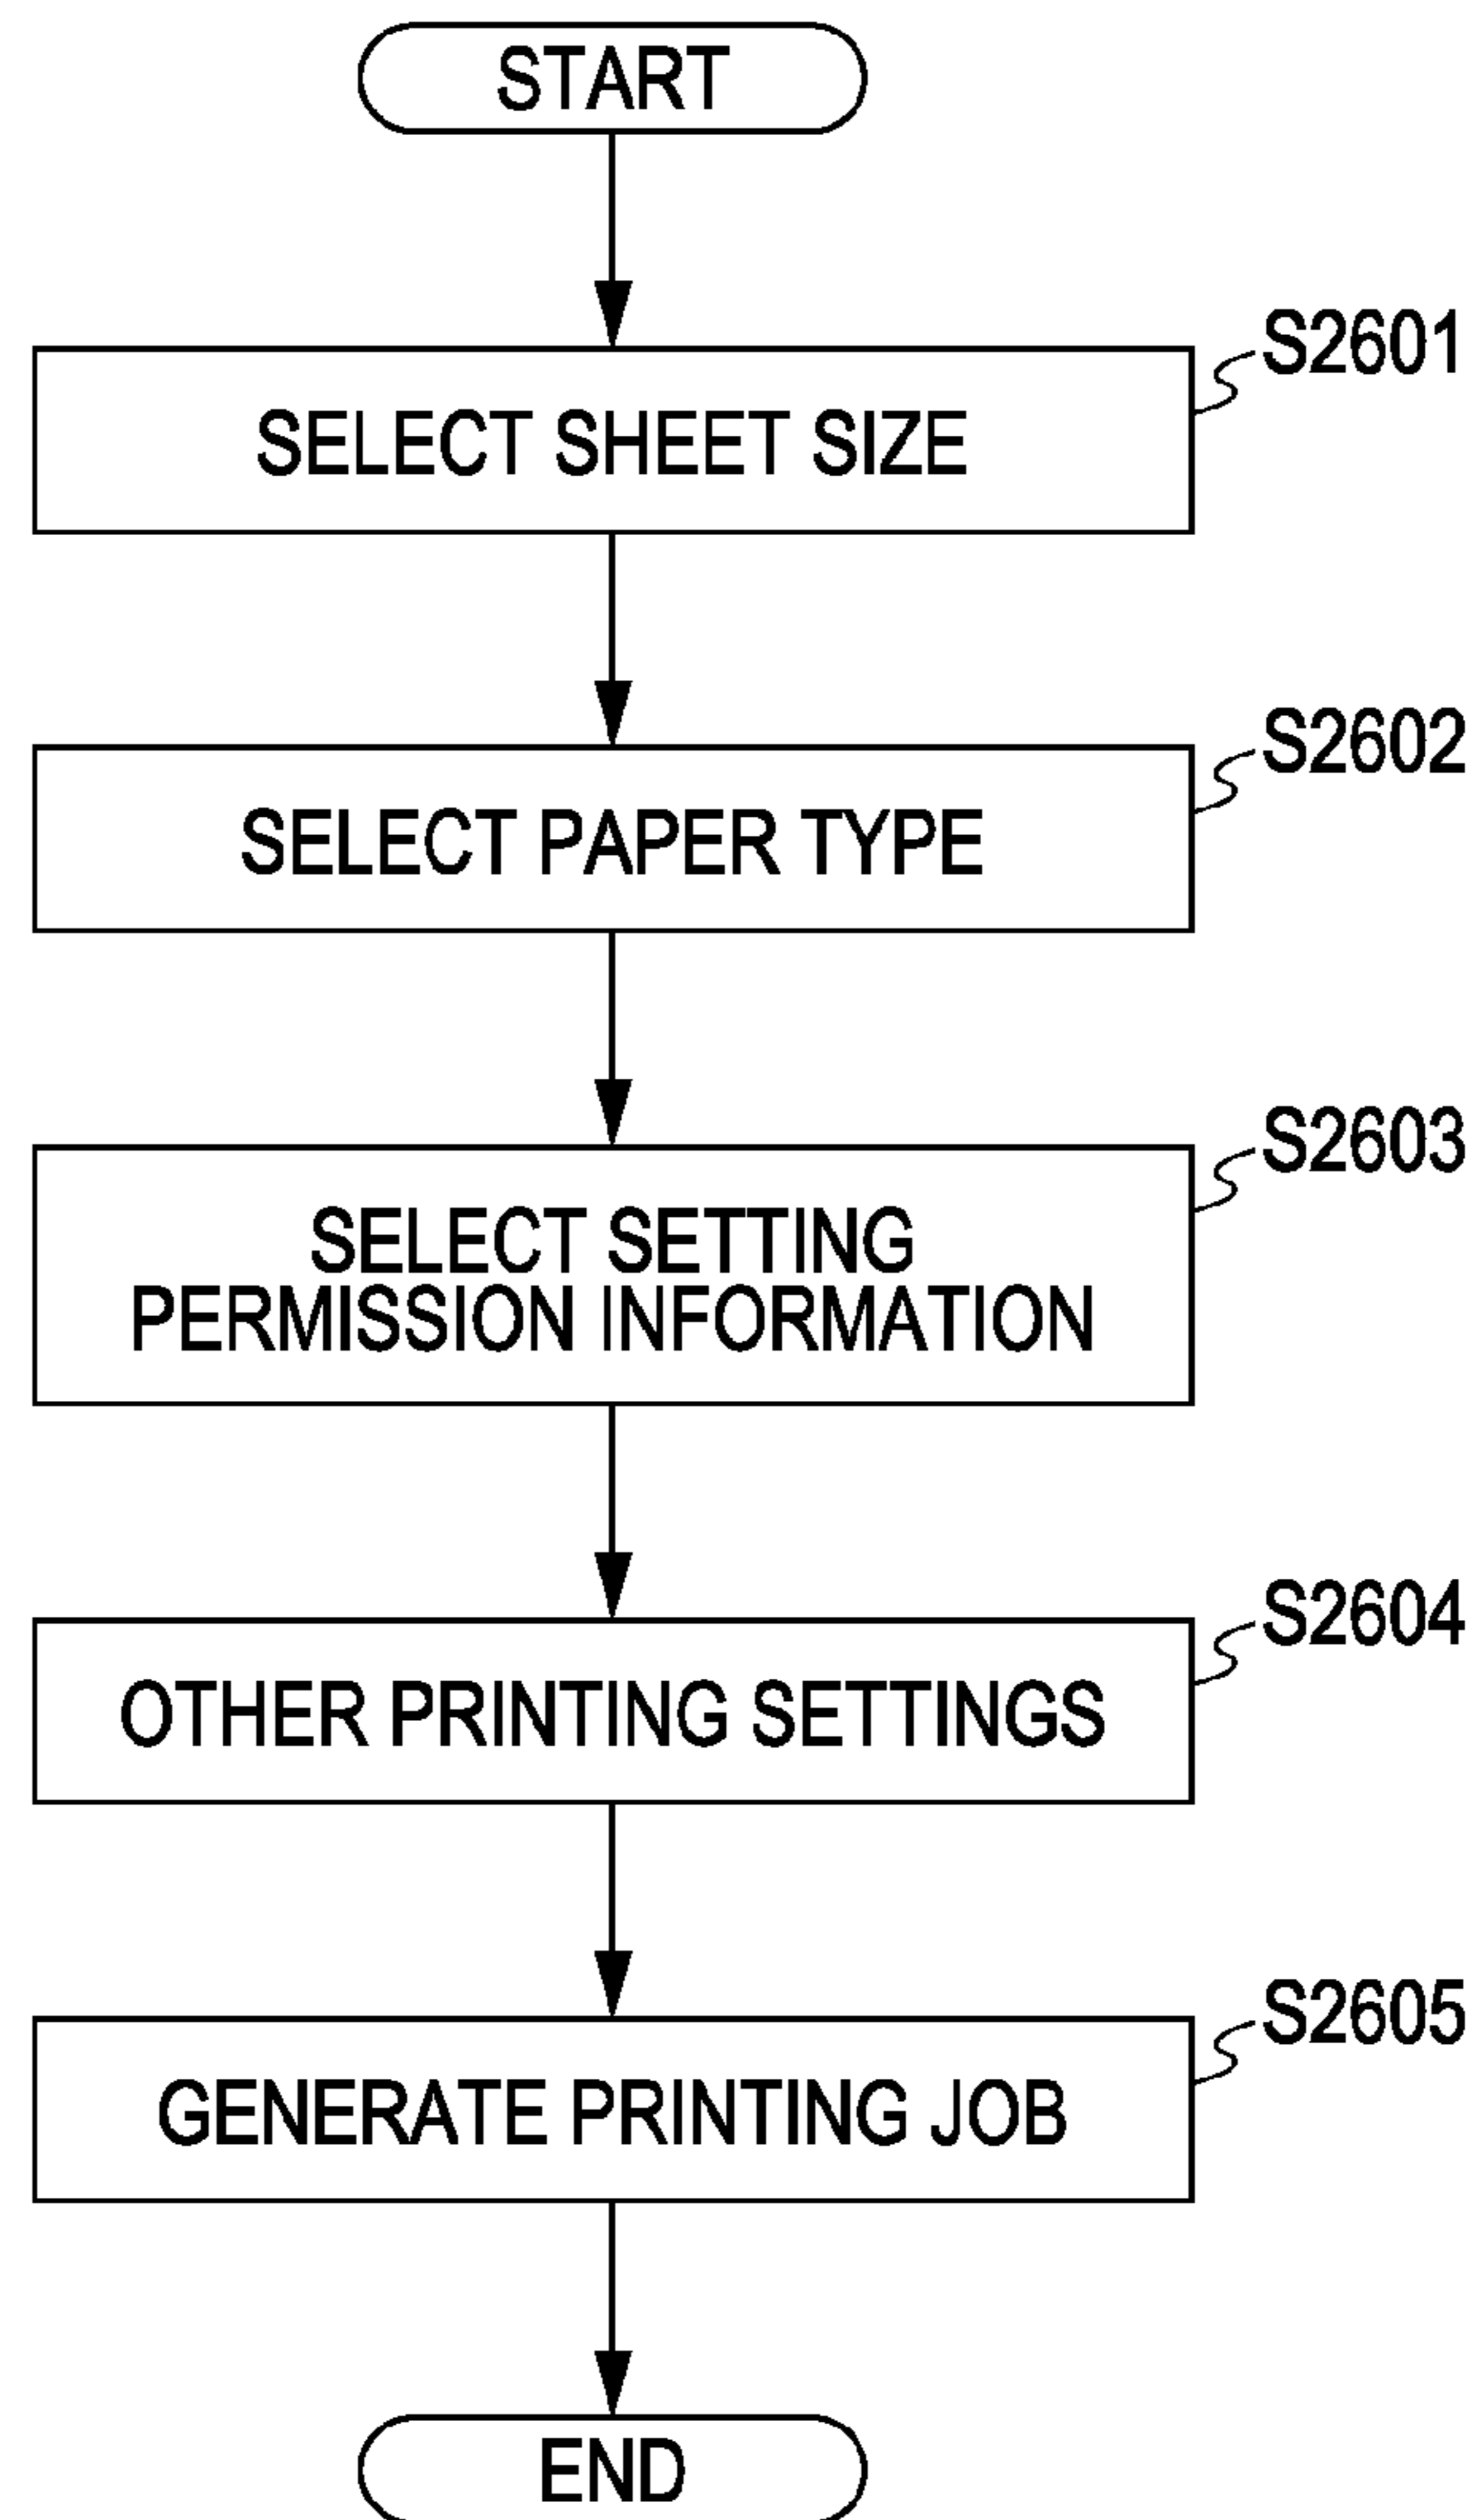 START
S2601
SELECT SHEET SIZE
S2602
SELECT PAPER TYPE
S2603
SELECT SETTING
PERMISSION INFORMATION
S2604
OTHER PRINTING SETTINGS
S2605
GENERATE PRINTING JOB
END